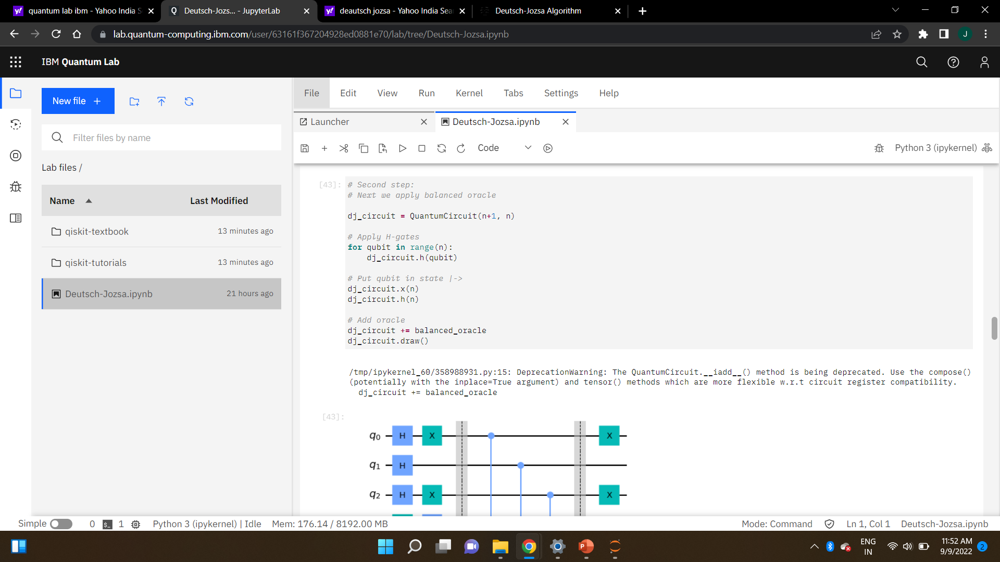 quantum lab ibm - Yahoo India S
Deutsch-Jozs... - JupyterLab
deautsch jozsa - Yahoo India Sea
Deutsch-Jozsa Algorithm
lab.quantum-computing.ibm.com/user/63161f367204928ed0881e70/lab/tree/Deutsch-Jozsa.ipynb
J
IBM Quantum Lab
New file +
Filter files by name
Lab files /
Name Last Modified
qiskit-textbook 13 minutes ago
qiskit-tutorials 13 minutes ago
Deutsch-Jozsa.ipynb 21 hours ago
File Edit View Run Kernel Tabs Settings Help
Launcher
Deutsch-Jozsa.ipynb
Code
Python 3 (ipykernel)
[43]:
# Second step:
# Next we apply balanced oracle
dj_circuit = QuantumCircuit(n+1, n)
# Apply H-gates
for qubit in range(n):
dj_circuit.h(qubit)
# Put qubit in state |->
dj_circuit.x(n)
dj_circuit.h(n)
# Add oracle
dj_circuit += balanced_oracle
dj_circuit.draw()
/tmp/ipykernel_60/358988931.py:15: DeprecationWarning: The QuantumCircuit.__iadd__() method is being deprecated. Use the compose()
(potentially with the inplace=True argument) and tensor() methods which are more flexible w.r.t circuit register compatibility.
dj_circuit += balanced_oracle
[43]:
q0 H X X
q1 H
q2 H X X
Simple 0 $_ 1 Python 3 (ipykernel) | Idle Mem: 176.14 / 8192.00 MB
Mode: Command Ln 1, Col 1 Deutsch-Jozsa.ipynb
P
ENG
IN
11:52 AM
9/9/2022
2